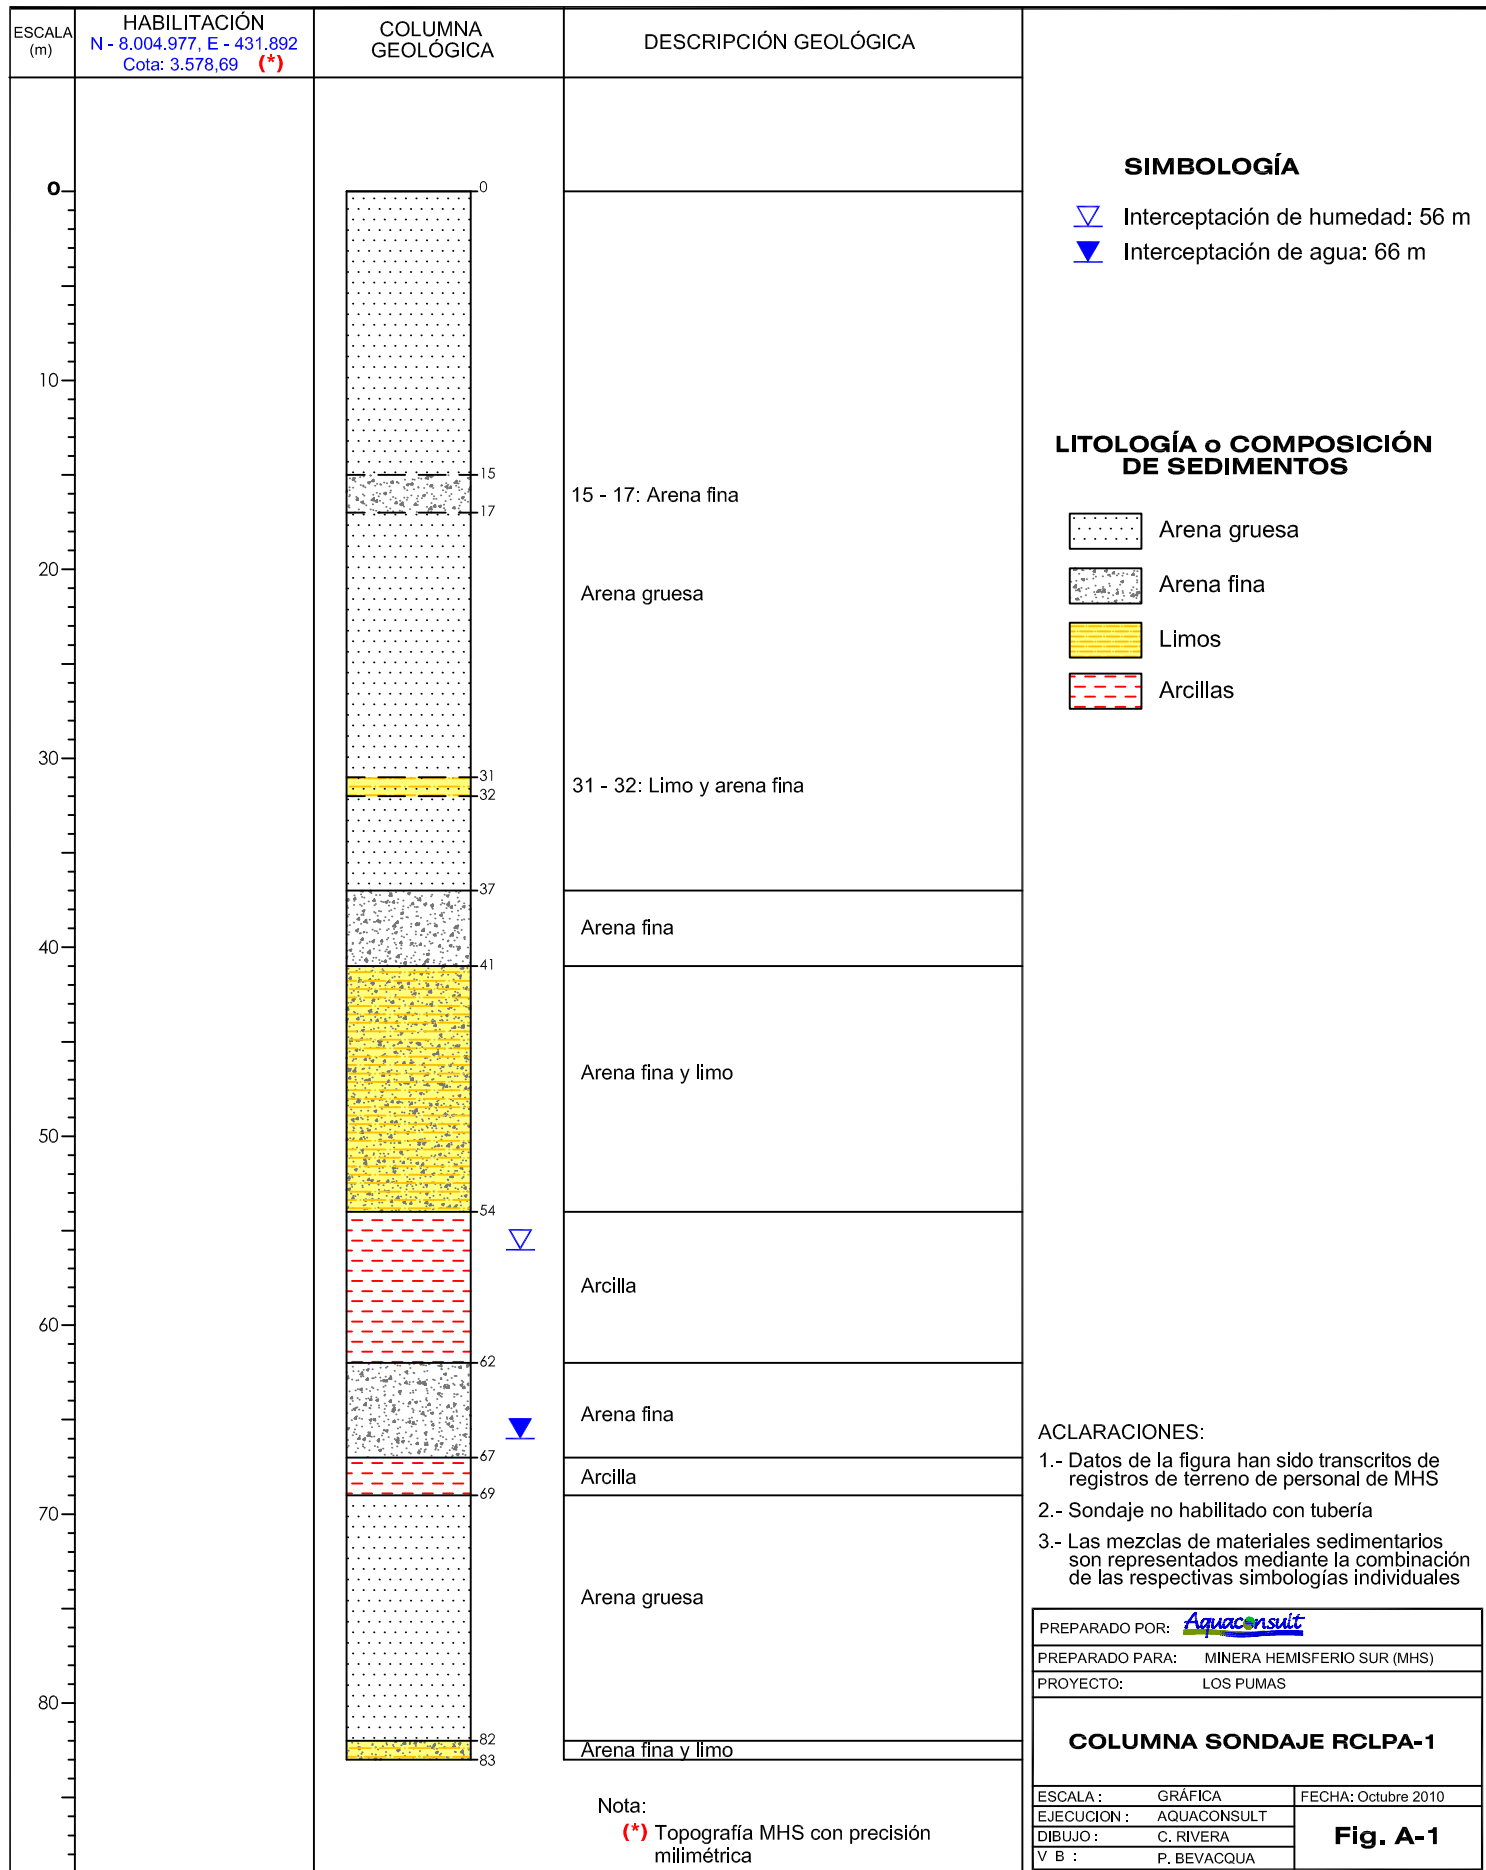 ESCALA
(m)
HABILITACIÓN
N - 8.004.977, E - 431.892
Cota: 3.578,69 (*)
COLUMNA
GEOLÓGICA
DESCRIPCIÓN GEOLÓGICA
SIMBOLOGÍA
Interceptación de humedad: 56 m
Interceptación de agua: 66 m
LITOLOGÍA o COMPOSICIÓN
DE SEDIMENTOS
Arena gruesa
Arena fina
Limos
Arcillas
0
10
20
30
40
50
60
70
80
0
15
17
31
32
37
41
54
62
67
69
82
83
15 - 17: Arena fina
Arena gruesa
31 - 32: Limo y arena fina
Arena fina
Arena fina y limo
Arcilla
Arena fina
Arcilla
Arena gruesa
Arena fina y limo
Nota:
(*) Topografía MHS con precisión
milimétrica
ACLARACIONES:
1.- Datos de la figura han sido transcritos de
registros de terreno de personal de MHS
2.- Sondaje no habilitado con tubería
3.- Las mezclas de materiales sedimentarios
son representados mediante la combinación
de las respectivas simbologías individuales
PREPARADO POR: Aquaconsult
PREPARADO PARA: MINERA HEMISFERIO SUR (MHS)
PROYECTO: LOS PUMAS
COLUMNA SONDAJE RCLPA-1
ESCALA : GRÁFICA
FECHA: Octubre 2010
EJECUCION : AQUACONSULT
DIBUJO : C. RIVERA
V B : P. BEVACQUA
Fig. A-1